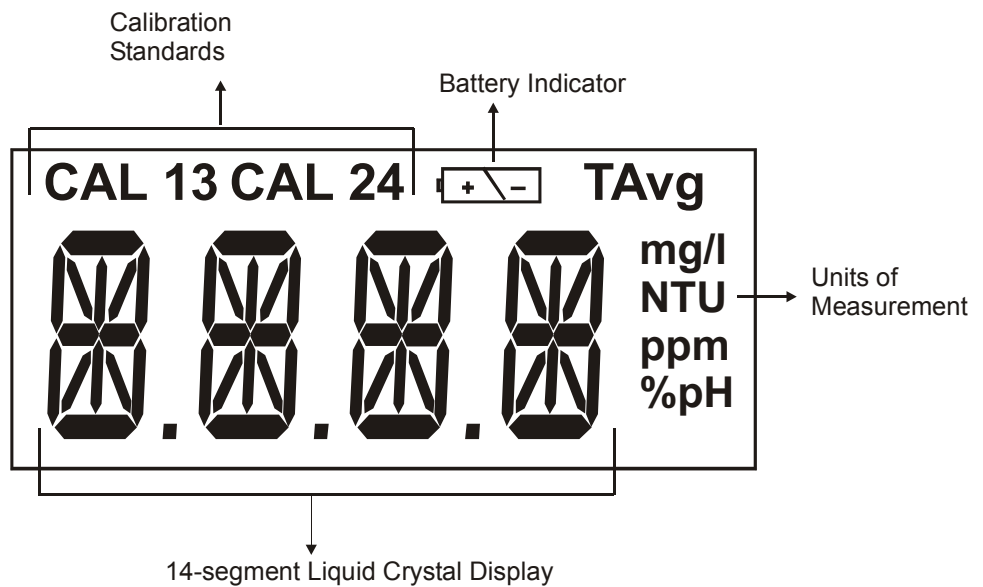 Calibration
Standards
Battery Indicator
CAL 13 CAL 24 + - TAvg
mg/l
NTU
ppm
%pH
Units of
Measurement
14-segment Liquid Crystal Display